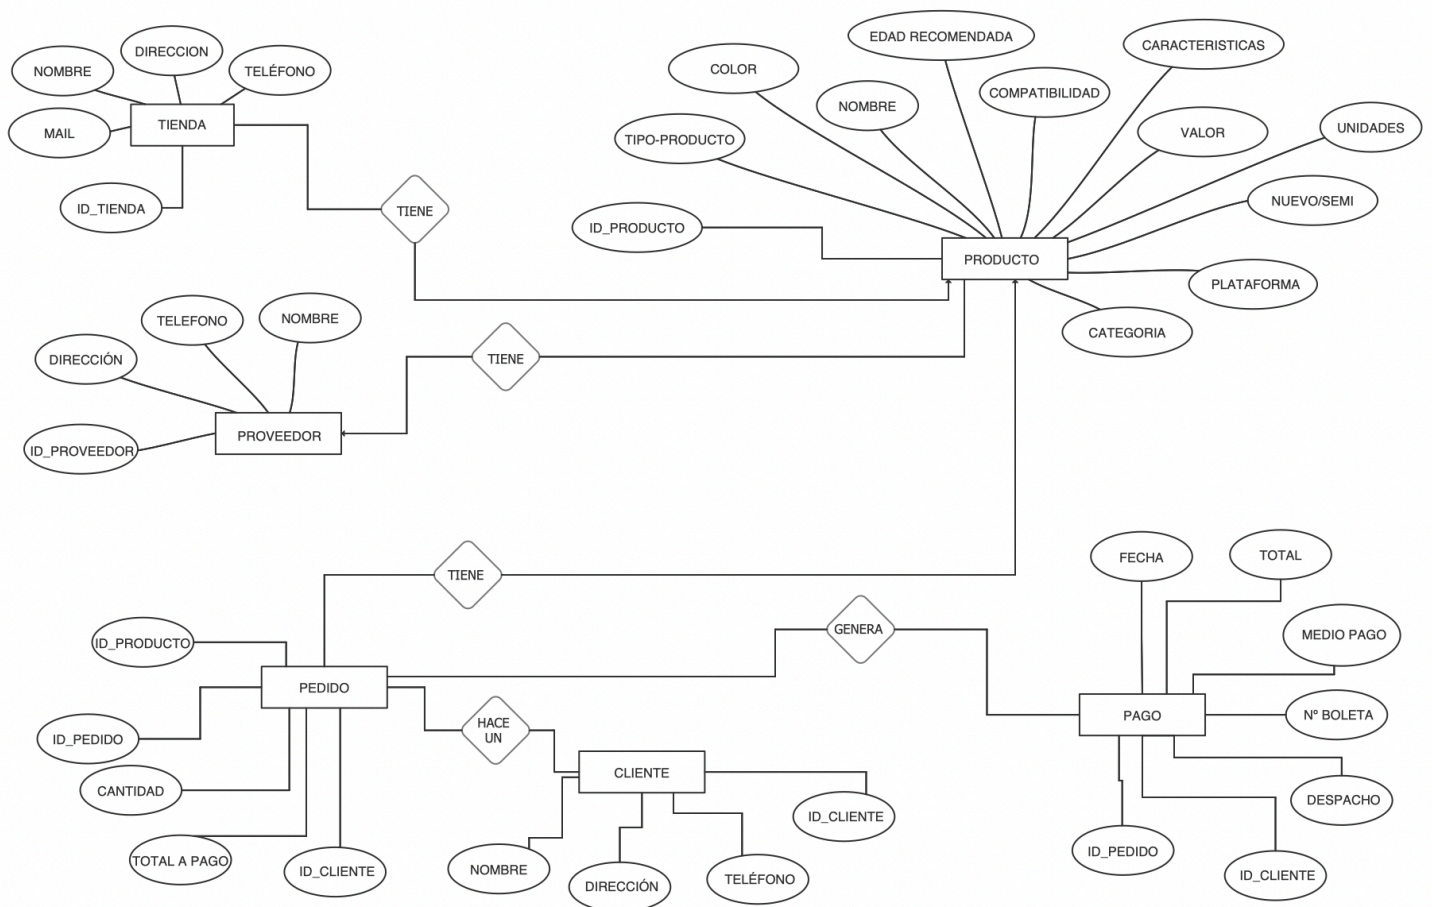 EDAD RECOMENDADA
CARACTERISTICAS
DIRECCION
NOMBRE
TELÉFONO
COLOR
COMPATIBILIDAD
NOMBRE
MAIL
TIENDA
TIPO-PRODUCTO
VALOR
UNIDADES
ID_TIENDA
TIENE
ID_PRODUCTO
NUEVO/SEMI
PRODUCTO
PLATAFORMA
TELEFONO
NOMBRE
CATEGORIA
DIRECCIÓN
TIENE
ID_PROVEEDOR
PROVEEDOR
FECHA
TOTAL
TIENE
ID_PRODUCTO
GENERA
MEDIO PAGO
PEDIDO
PAGO
Nº BOLETA
ID_PEDIDO
HACE
UN
CLIENTE
CANTIDAD
DESPACHO
ID_CLIENTE
TOTAL A PAGO
ID_CLIENTE
NOMBRE
DIRECCIÓN
TELÉFONO
ID_PEDIDO
ID_CLIENTE